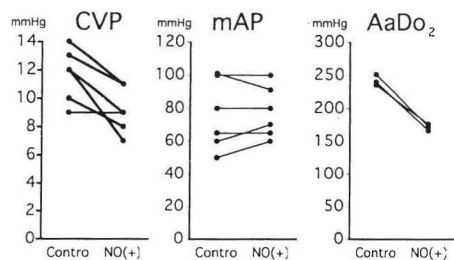 CVP
mmHg
14
12
10
8
6
4
2
0
Contro NO(+)
mAP
mmHg
120
100
80
60
40
20
0
Contro NO(+)
AaDo₂
mmHg
300
250
200
150
100
50
0
Contro NO(+)